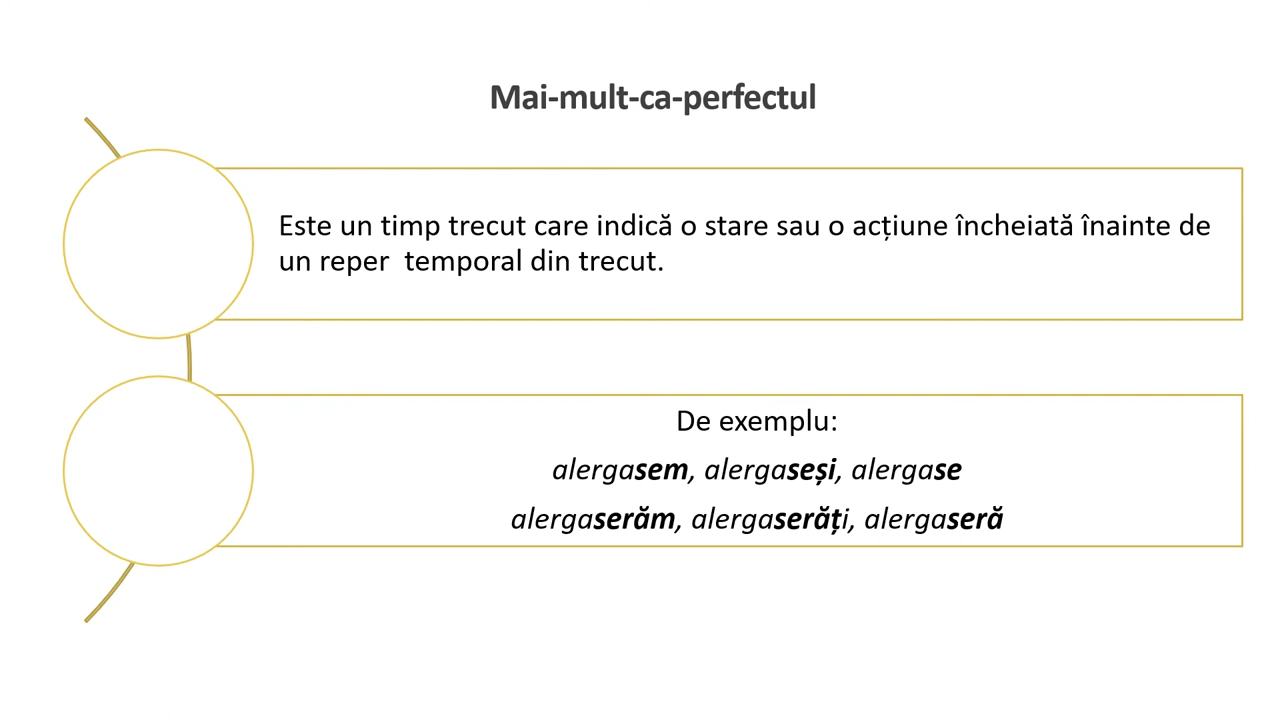 Mai-mult-ca-perfectul
Este un timp trecut care indică o stare sau o acțiune încheiată înainte de
un reper  temporal din trecut.
De exemplu:
alergasem, alergaseși, alergase
alergaserăm, alergaserăți, alergaseră